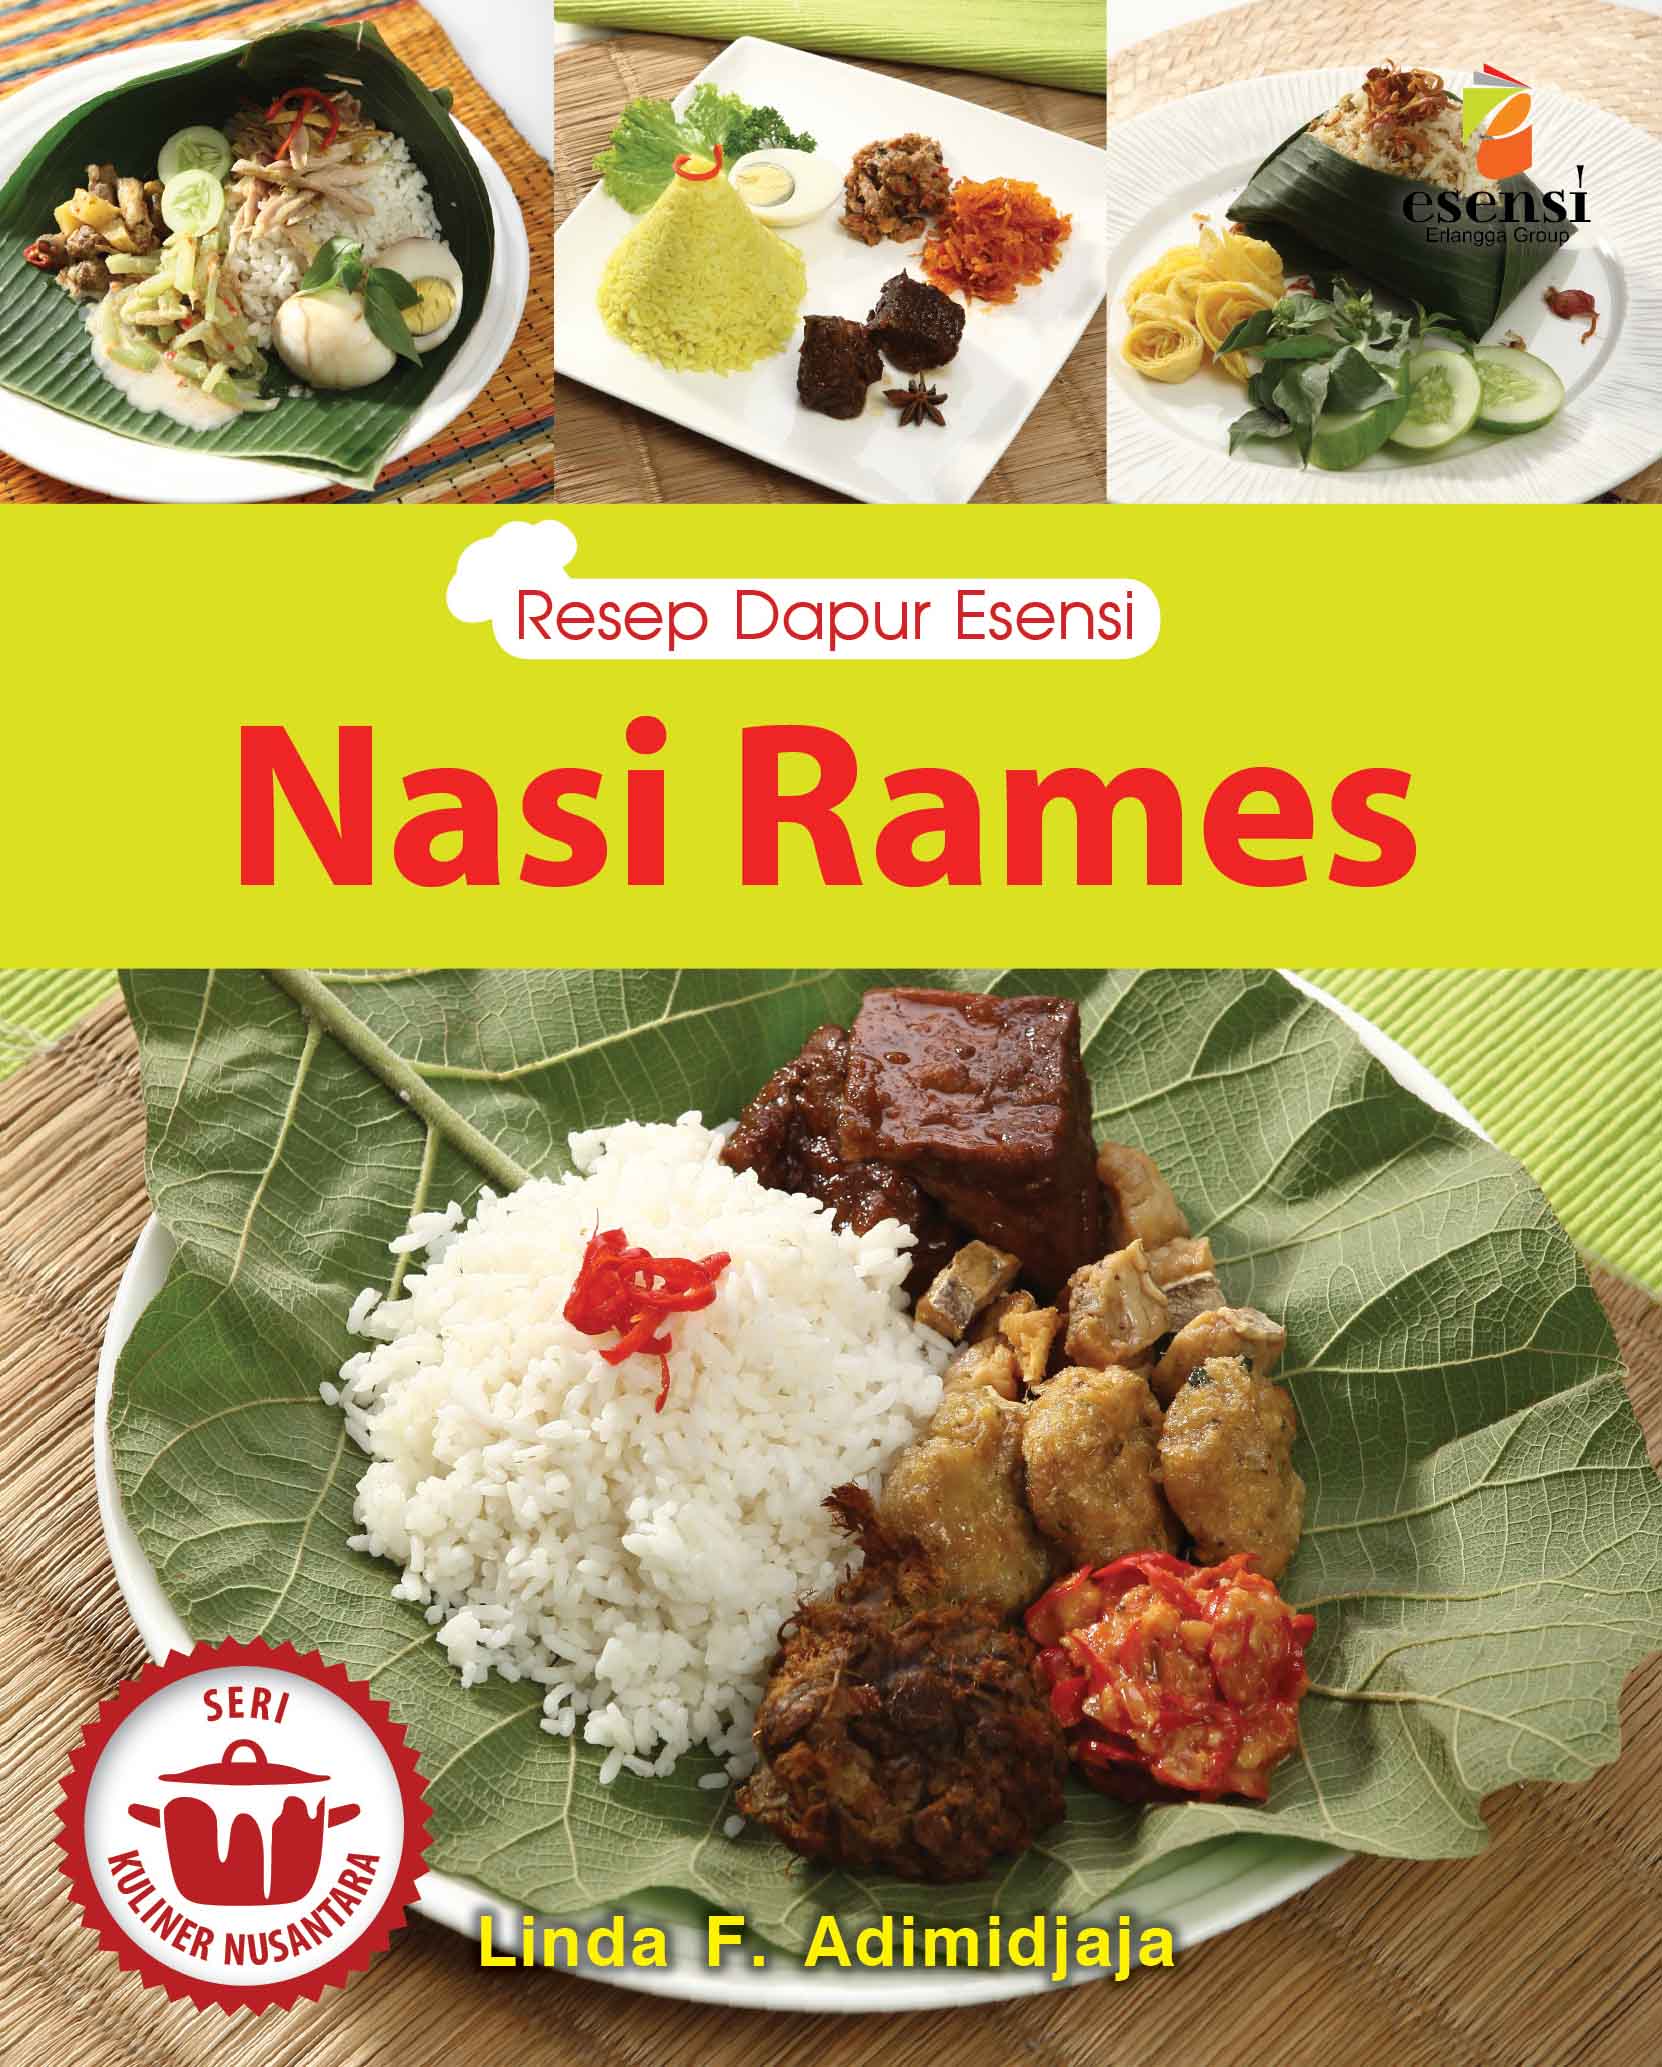 esensi
Erlangga Group
Resep Dapur Esensi
Nasi Rames
SERI
KULINER NUSANTARA
Linda F. Adimidjaja